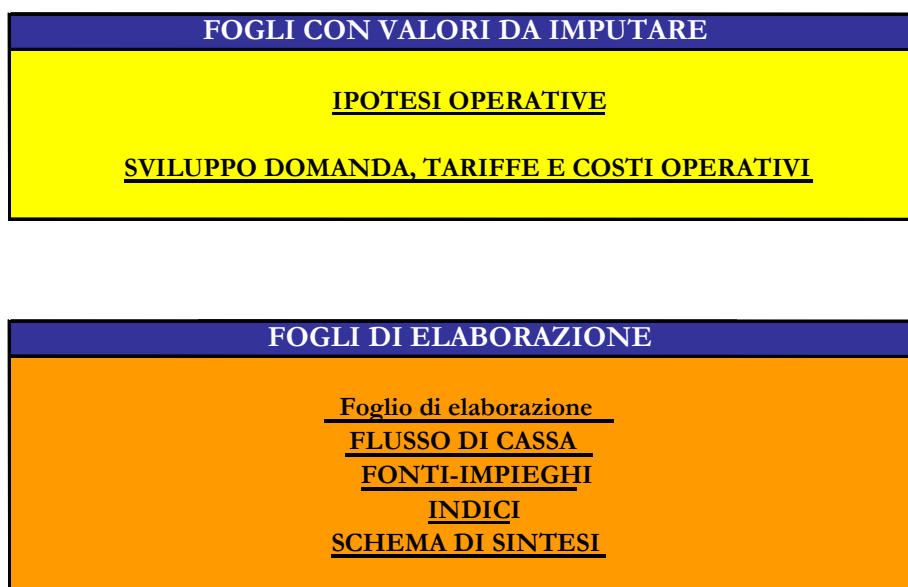 FOGLI CON VALORI DA IMPUTARE
IPOTESI OPERATIVE
SVILUPPO DOMANDA, TARIFFE E COSTI OPERATIVI
FOGLI DI ELABORAZIONE
Foglio di elaborazione
FLUSSO DI CASSA
FONTI-IMPIEGHI
INDICI
SCHEMA DI SINTESI